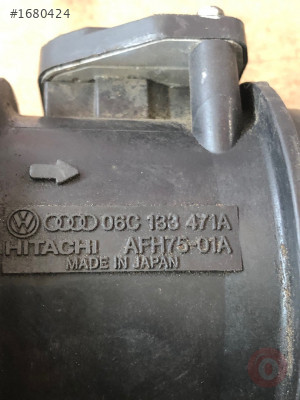 #1680424
06C 133 471A
HITACHI AFH75-01A
MADE IN JAPAN